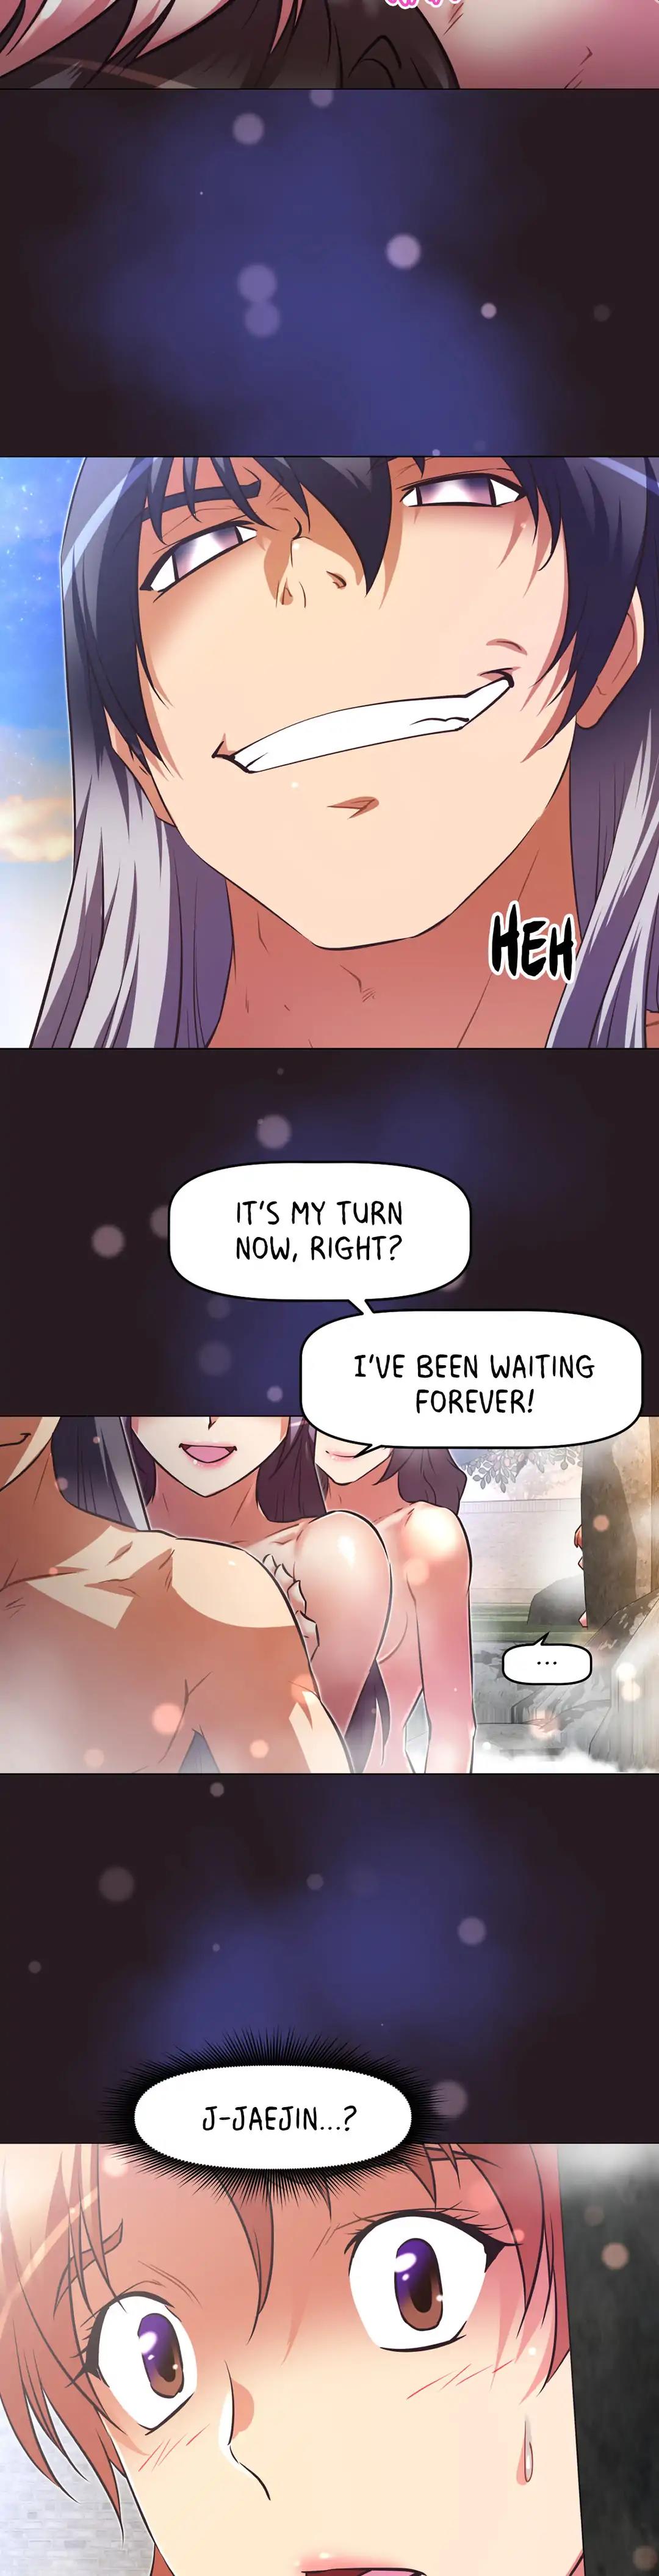 HEH
IT'S MY TURN
NOW, RIGHT?
I'VE BEEN WAITING
FOREVER!
...
J-JAEJIN...?